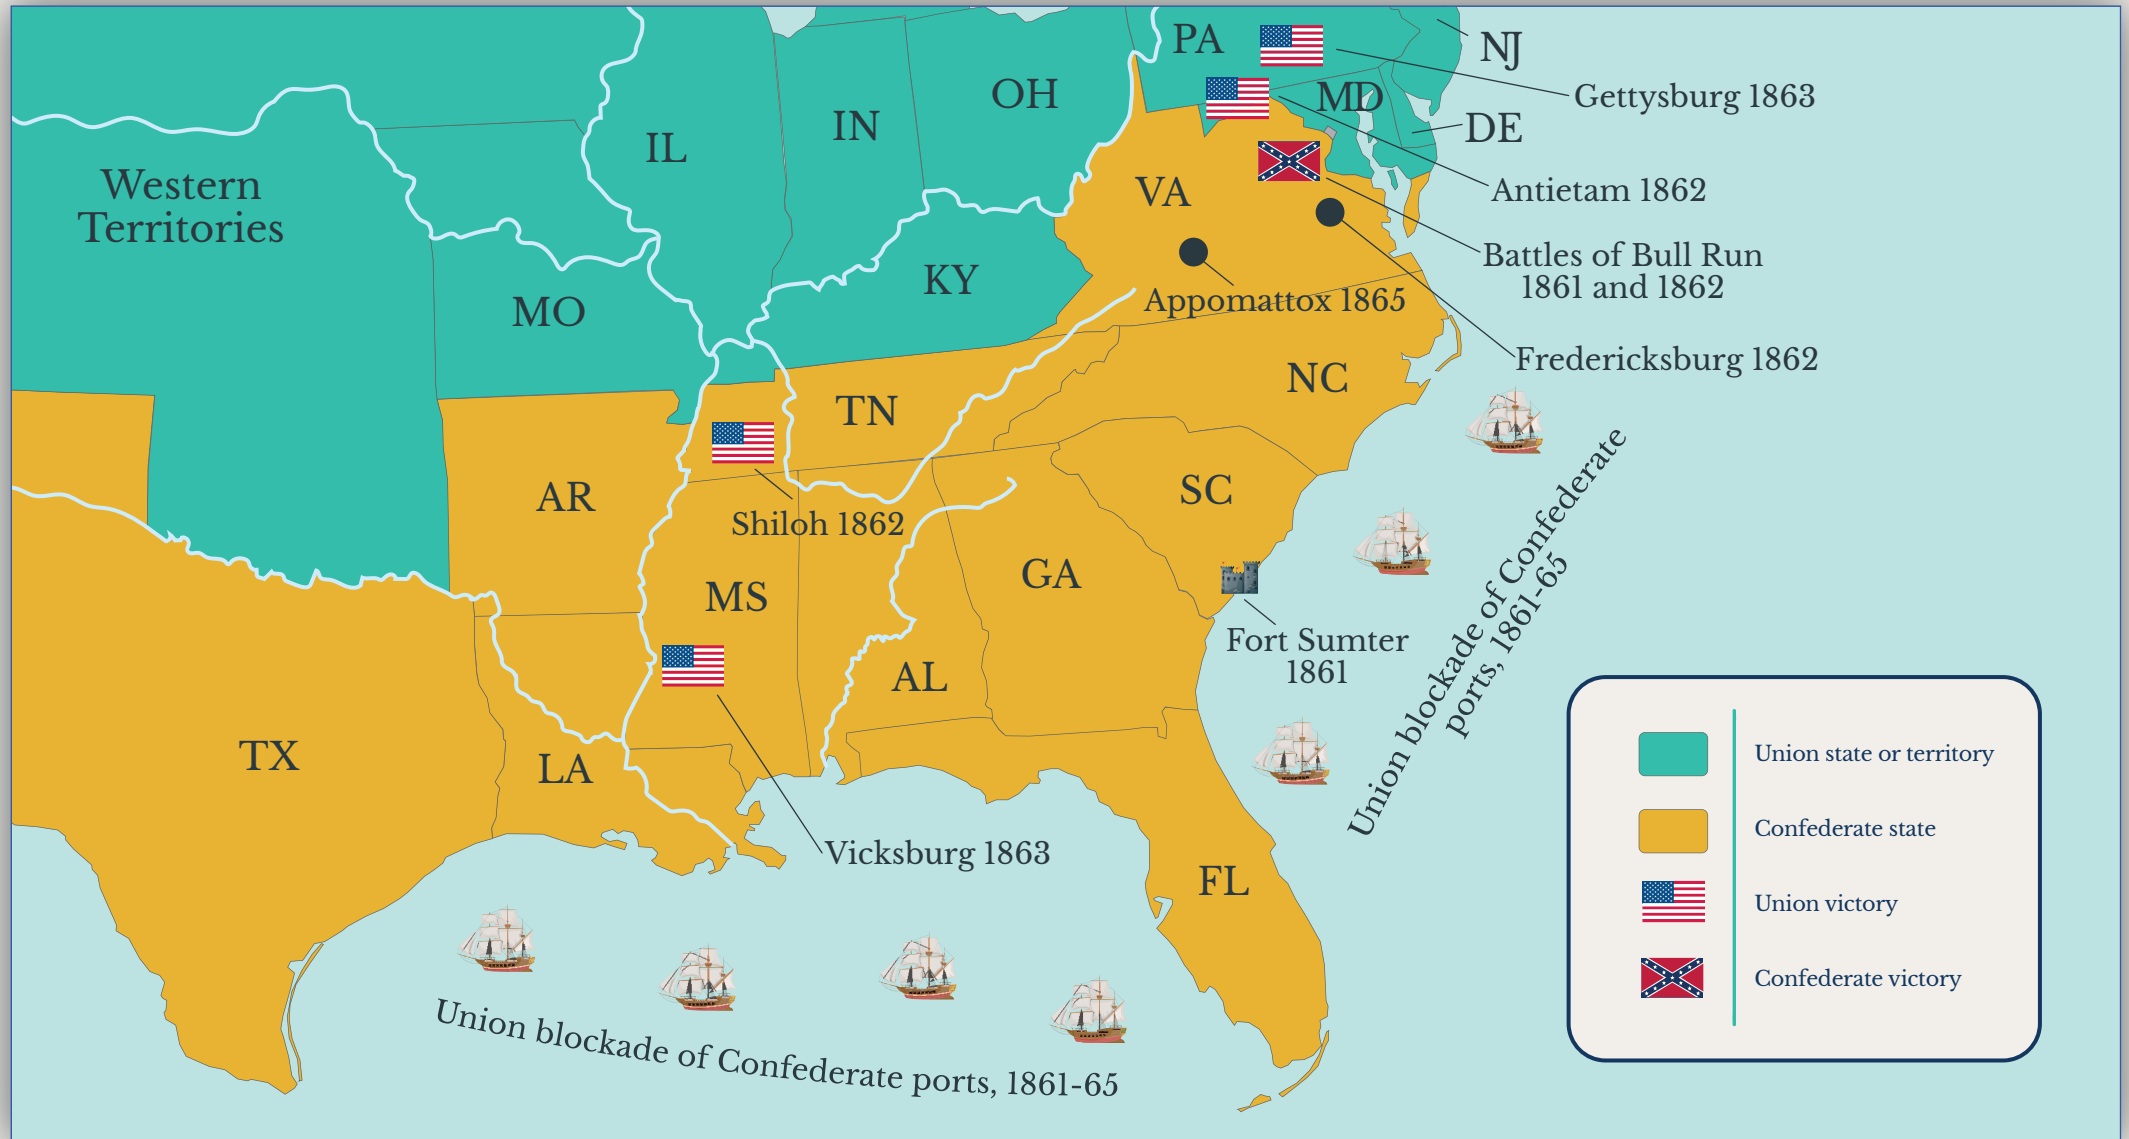 PA
NJ
Gettysburg 1863
OH
MD
IN
DE
IL
Western
Territories
VA
Antietam 1862
Battles of Bull Run
1861 and 1862
KY
Appomattox 1865
MO
Fredericksburg 1862
NC
TN
AR
SC
Shiloh 1862
GA
MS
Fort Sumter
1861
Union blockade of Confederate
ports, 1861-65
AL
TX
LA
Vicksburg 1863
FL
Union blockade of Confederate ports, 1861-65
Union state or territory
Confederate state
Union victory
Confederate victory